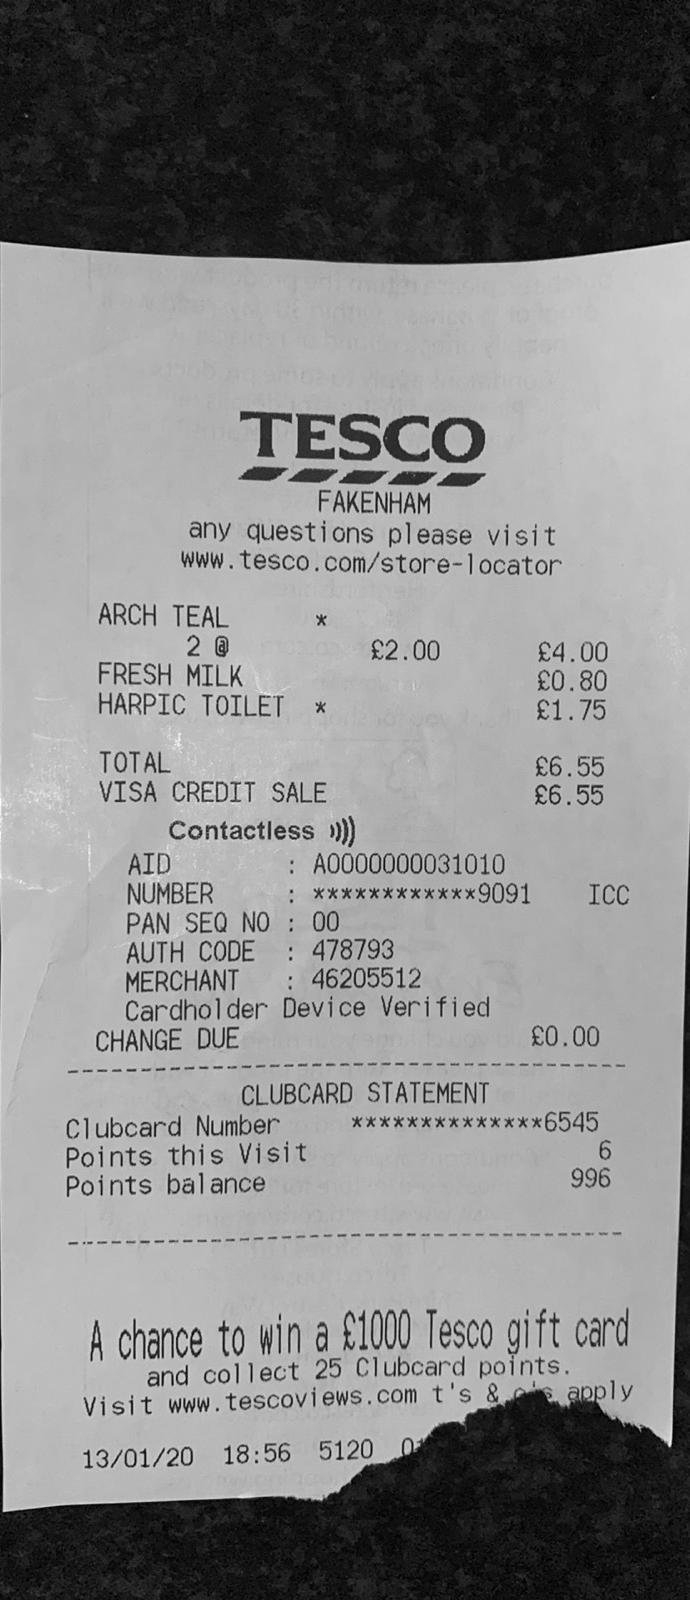 TESCO
FAKENHAM
any questions please visit
www.tesco.com/store-locator
ARCH TEAL *
2 @ £2.00 £4.00
FRESH MILK £0.80
HARPIC TOILET * £1.75
TOTAL £6.55
VISA CREDIT SALE £6.55
Contactless
AID : A0000000031010
NUMBER : ************9091 ICC
PAN SEQ NO : 00
AUTH CODE : 478793
MERCHANT : 46205512
Cardholder Device Verified
CHANGE DUE £0.00
CLUBCARD STATEMENT
Clubcard Number **************6545
Points this Visit 6
Points balance 996
A chance to win a £1000 Tesco gift card
and collect 25 Clubcard points.
Visit www.tescoviews.com t's & c's apply
13/01/20 18:56 5120